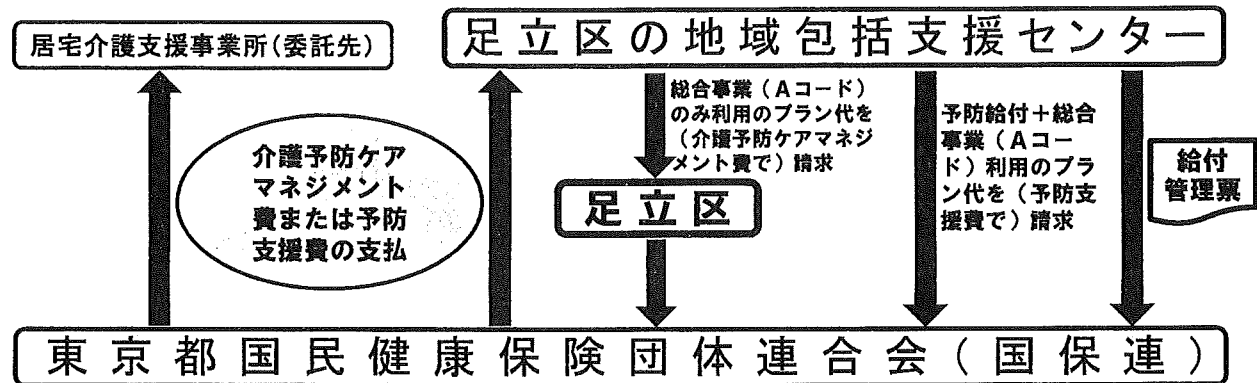 居宅介護支援事業所(委託先)
足立区の地域包括支援センター
介護予防ケア
マネジメント
費または予防
支援費の支払
総合事業(Aコード)
のみ利用のプラン代を
(介護予防ケアマネジ
メント費で)請求
足立区
予防給付+総合
事業(Aコー
ド)利用のプラ
ン代を(予防支
援費で)請求
給付
管理票
東京都国民健康保険団体連合会(国保連)